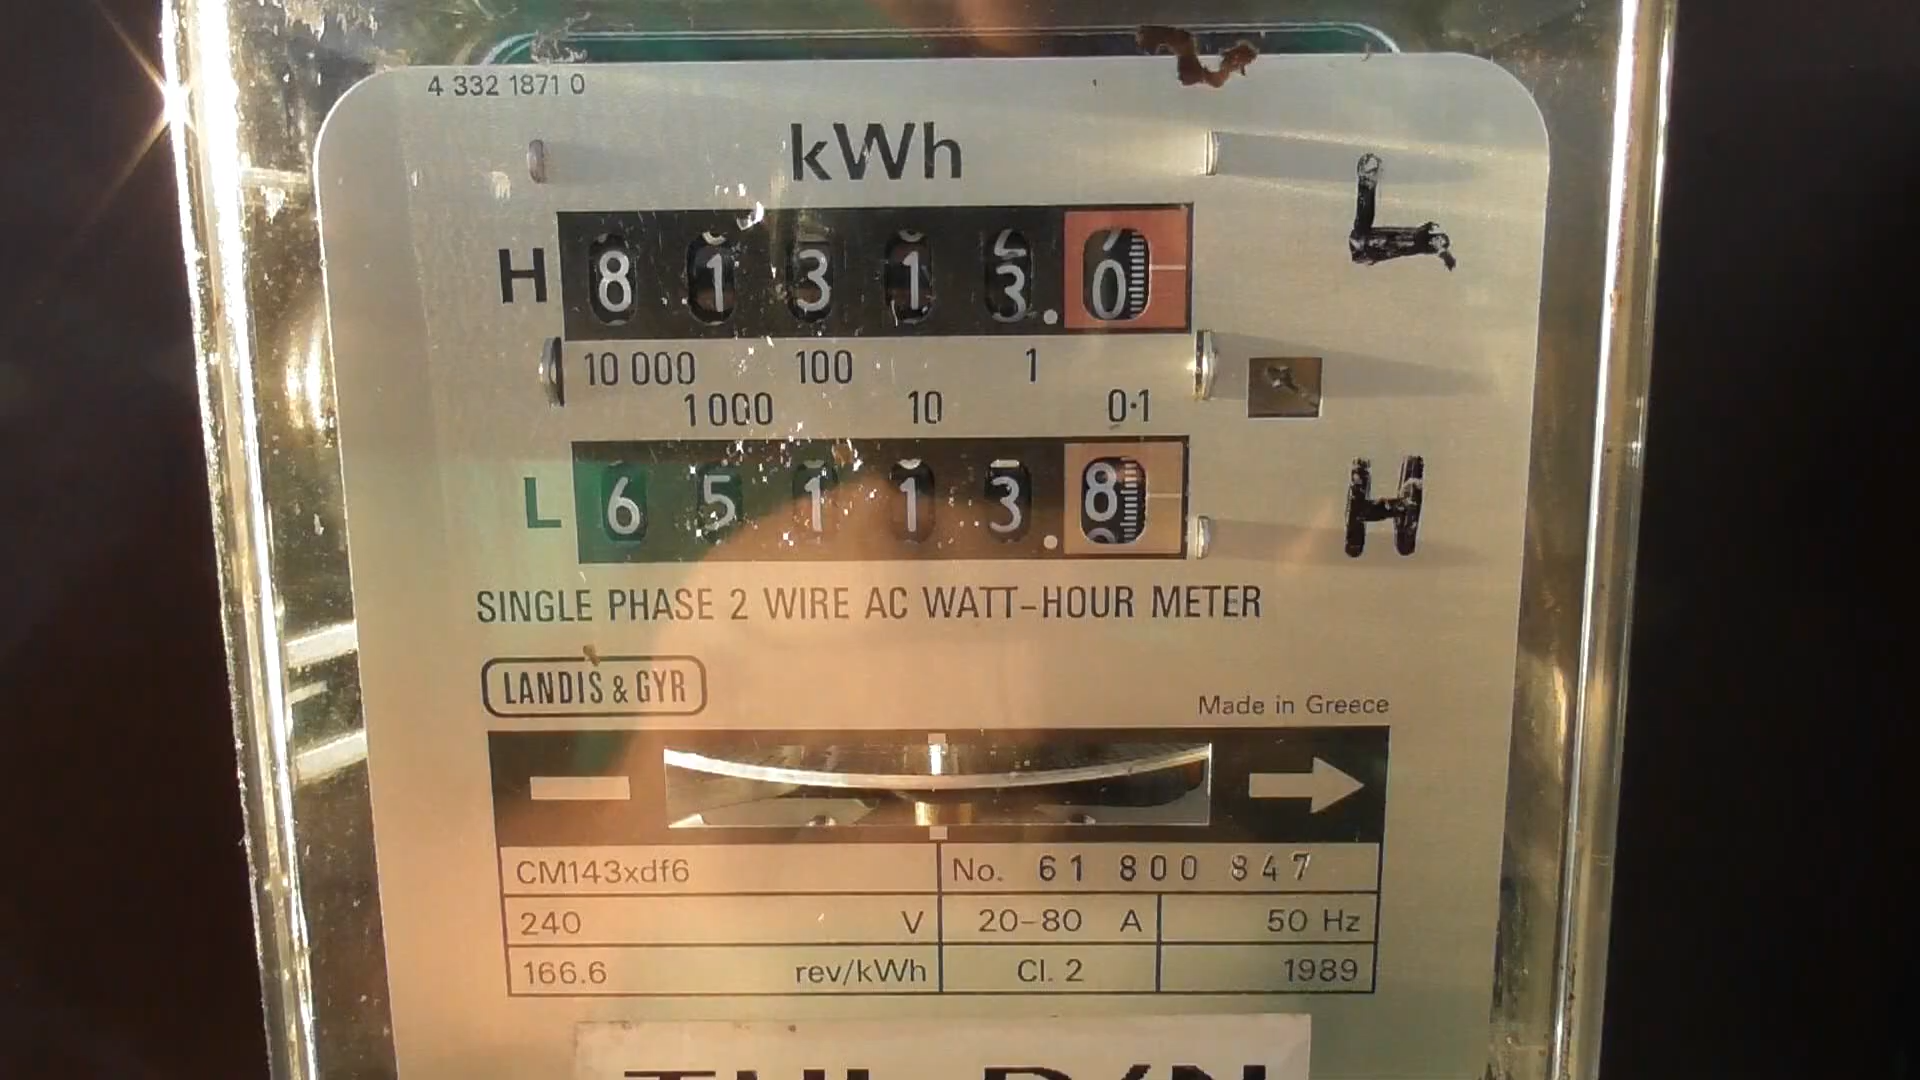 4 332 1871 0
kWh
L
H 8 1 3 1 3 . 0
10 000 100 1
1000 10 0·1
L 6 5 1 1 3 . 8
H
SINGLE PHASE 2 WIRE AC WATT-HOUR METER
LANDIS & GYR
Made in Greece
CM143xdf6 No. 61 800 847
240 V 20-80 A 50 Hz
166.6 rev/kWh Cl. 2 1989